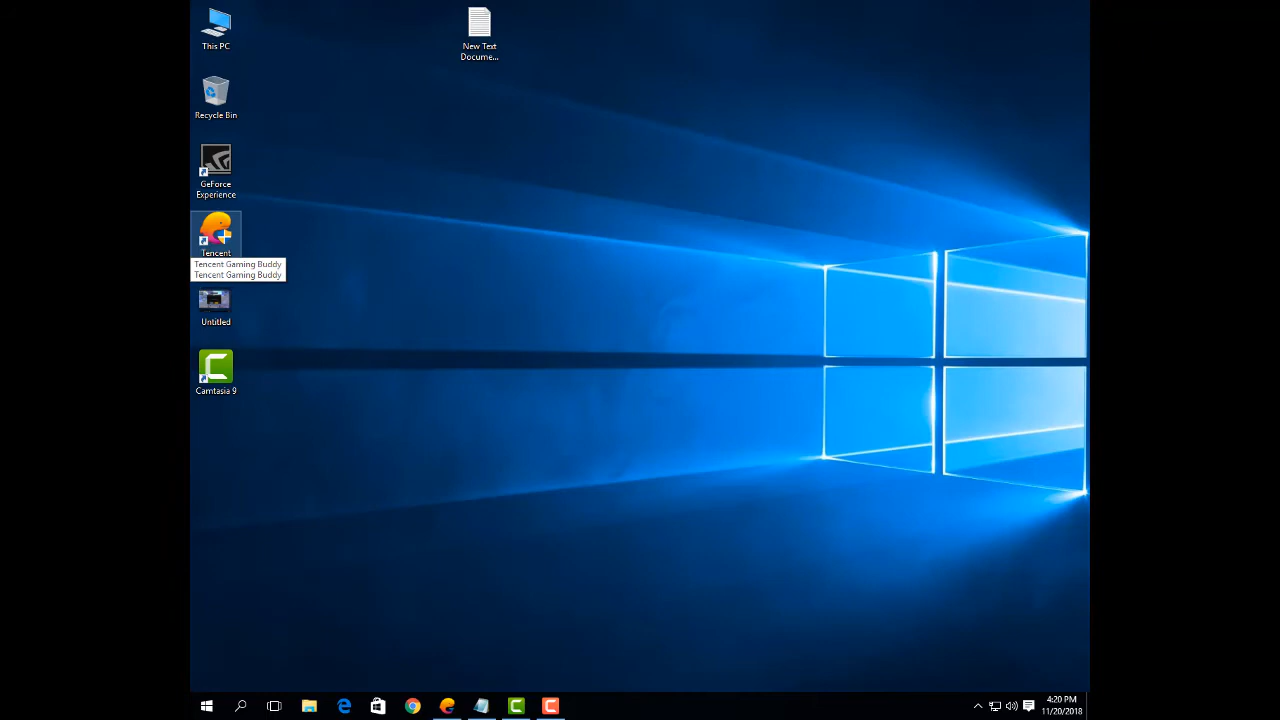 This PC
New Text
Docume...
Recycle Bin
GeForce
Experience
Tencent
Tencent Gaming Buddy
Tencent Gaming Buddy
Untitled
Camtasia 9
4:20 PM
11/20/2018